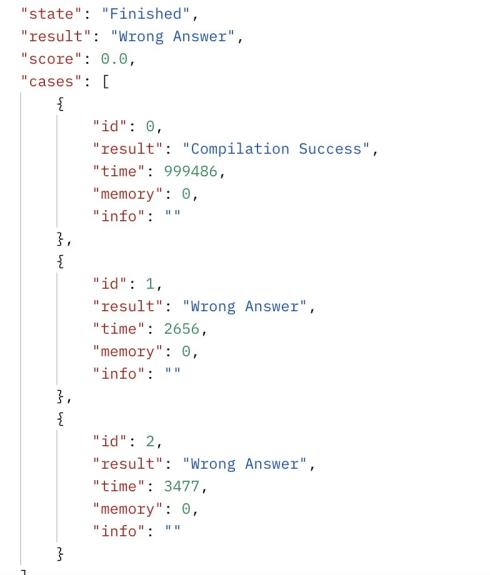 "state": "Finished",
"result": "Wrong Answer",
"score": 0.0,
"cases": [
{
"id": 0,
"result": "Compilation Success",
"time": 999486,
"memory": 0,
"info": ""
},
{
"id": 1,
"result": "Wrong Answer",
"time": 2656,
"memory": 0,
"info": ""
},
{
"id": 2,
"result": "Wrong Answer",
"time": 3477,
"memory": 0,
"info": ""
}
]